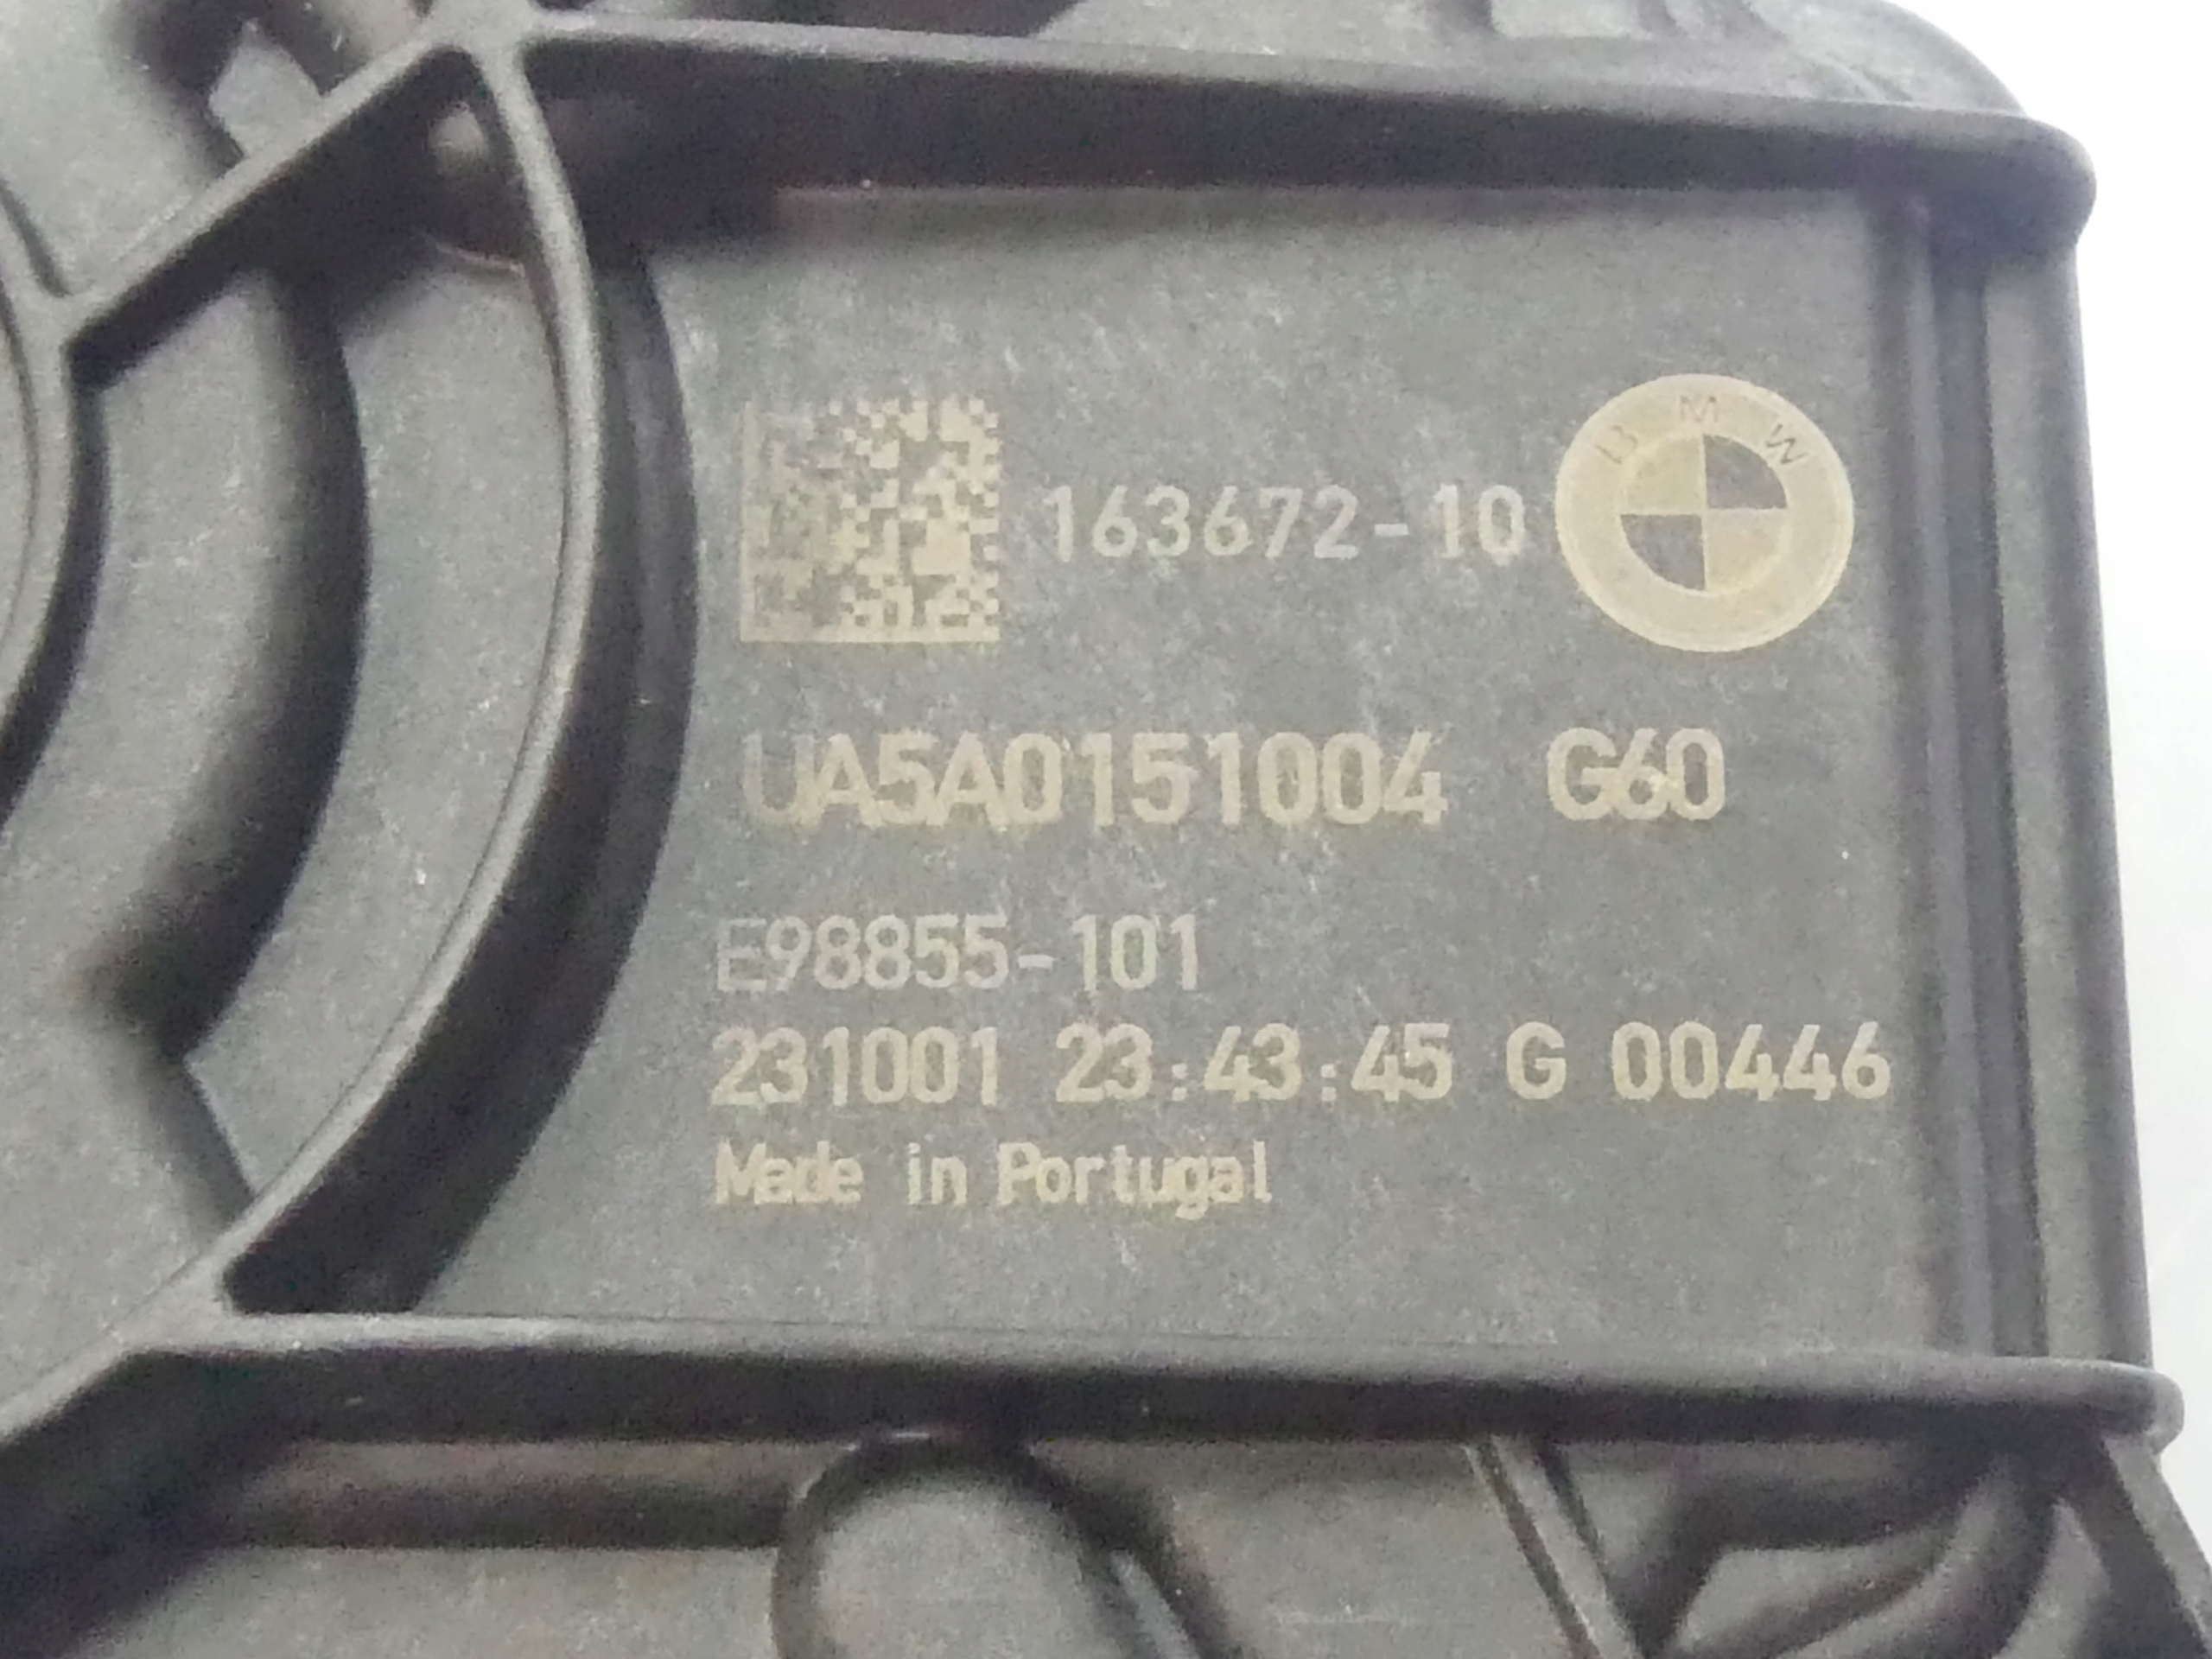 163672-10
BMW
UA5A0151004 G60
E98855-101
231001 23:43:45 G 00446
Made in Portugal